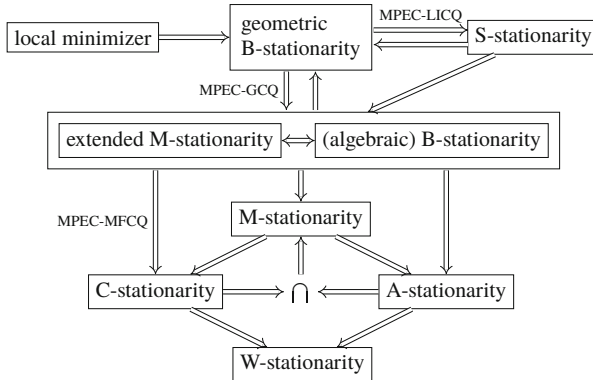 MPEC-LICQ
geometric
B-stationarity
local minimizer
S-stationarity
MPEC-GCQ
extended M-stationarity
(algebraic) B-stationarity
MPEC-MFCQ
M-stationarity
C-stationarity
∩
A-stationarity
W-stationarity